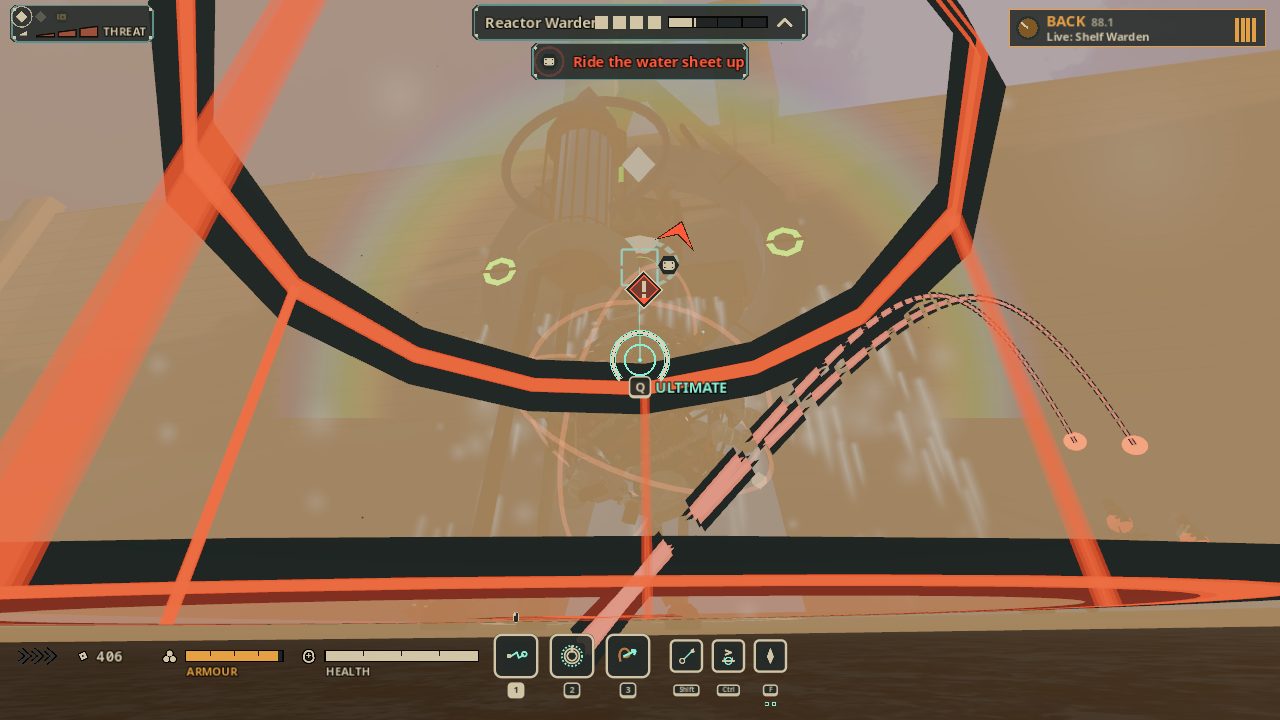 THREAT
Reactor Warden
BACK 88.1
Live: Shelf Warden
Ride the water sheet up
Q ULTIMATE
406
ARMOUR
HEALTH
1
2
3
Shift
Ctrl
F